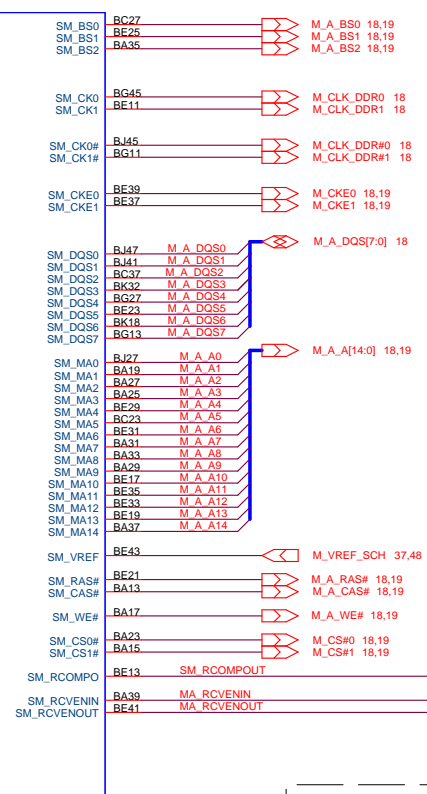 SM_BS0 BC27 M_A_BS0 18,19
SM_BS1 BE25 M_A_BS1 18,19
SM_BS2 BA35 M_A_BS2 18,19
SM_CK0 BG45 M_CLK_DDR0 18
SM_CK1 BE11 M_CLK_DDR1 18
SM_CK0# BJ45 M_CLK_DDR#0 18
SM_CK1# BG11 M_CLK_DDR#1 18
SM_CKE0 BE39 M_CKE0 18,19
SM_CKE1 BE37 M_CKE1 18,19
M_A_DQS[7:0] 18
SM_DQS0 BJ47 M_A_DQS0
SM_DQS1 BJ41 M_A_DQS1
SM_DQS2 BC37 M_A_DQS2
SM_DQS3 BK32 M_A_DQS3
SM_DQS4 BG27 M_A_DQS4
SM_DQS5 BE23 M_A_DQS5
SM_DQS6 BK18 M_A_DQS6
SM_DQS7 BG13 M_A_DQS7
M_A_A[14:0] 18,19
SM_MA0 BJ27 M_A_A0
SM_MA1 BA19 M_A_A1
SM_MA2 BA27 M_A_A2
SM_MA3 BA25 M_A_A3
SM_MA4 BE29 M_A_A4
SM_MA5 BC23 M_A_A5
SM_MA6 BE31 M_A_A6
SM_MA7 BA31 M_A_A7
SM_MA8 BA33 M_A_A8
SM_MA9 BA29 M_A_A9
SM_MA10 BE17 M_A_A10
SM_MA11 BE35 M_A_A11
SM_MA12 BE33 M_A_A12
SM_MA13 BE19 M_A_A13
SM_MA14 BA37 M_A_A14
SM_VREF BE43 M_VREF_SCH 37,48
SM_RAS# BE21 M_A_RAS# 18,19
SM_CAS# BA13 M_A_CAS# 18,19
SM_WE# BA17 M_A_WE# 18,19
SM_CS0# BA23 M_CS#0 18,19
SM_CS1# BA15 M_CS#1 18,19
SM_RCOMPO BE13 SM_RCOMPOUT
SM_RCVENIN BA39 MA_RCVENIN
SM_RCVENOUT BE41 MA_RCVENOUT